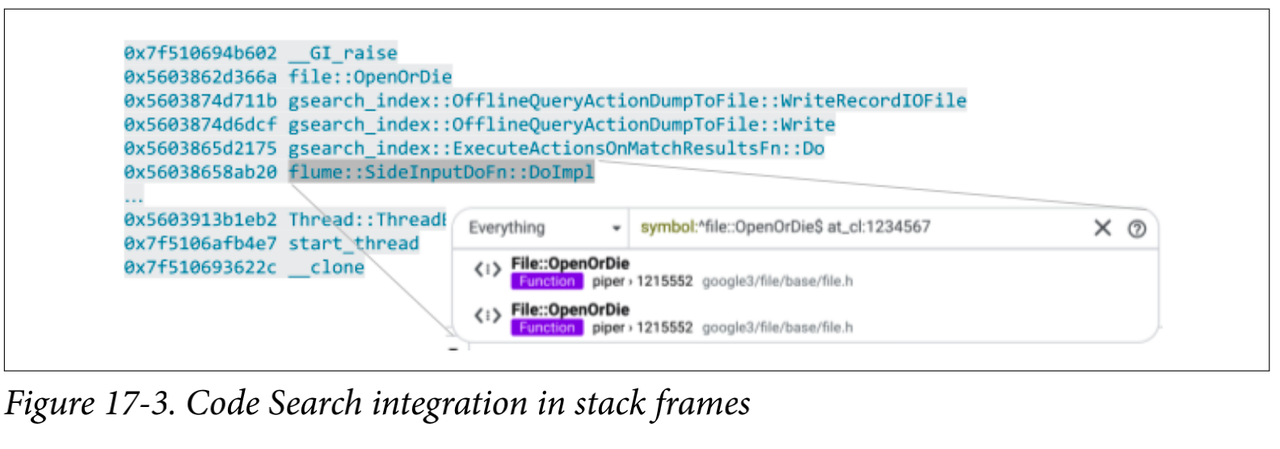 0x7f510694b602 __GI_raise
0x5603862d366a file::OpenOrDie
0x5603874d711b gsearch_index::OfflineQueryActionDumpToFile::WriteRecordIOFile
0x5603874d6dcf gsearch_index::OfflineQueryActionDumpToFile::Write
0x5603865d2175 gsearch_index::ExecuteActionsOnMatchResultsFn::Do
0x56038658ab20 flume::SideInputDoFn::DoImpl
...
0x5603913b1eb2 Thread::Thread
0x7f5106afb4e7 start_thread
0x7f510693622c __clone
Everything symbol:^file::OpenOrDie$ at_cl:1234567
File::OpenOrDie
Function piper › 1215552 google3/file/base/file.h
File::OpenOrDie
Function piper › 1215552 google3/file/base/file.h
Figure 17-3. Code Search integration in stack frames